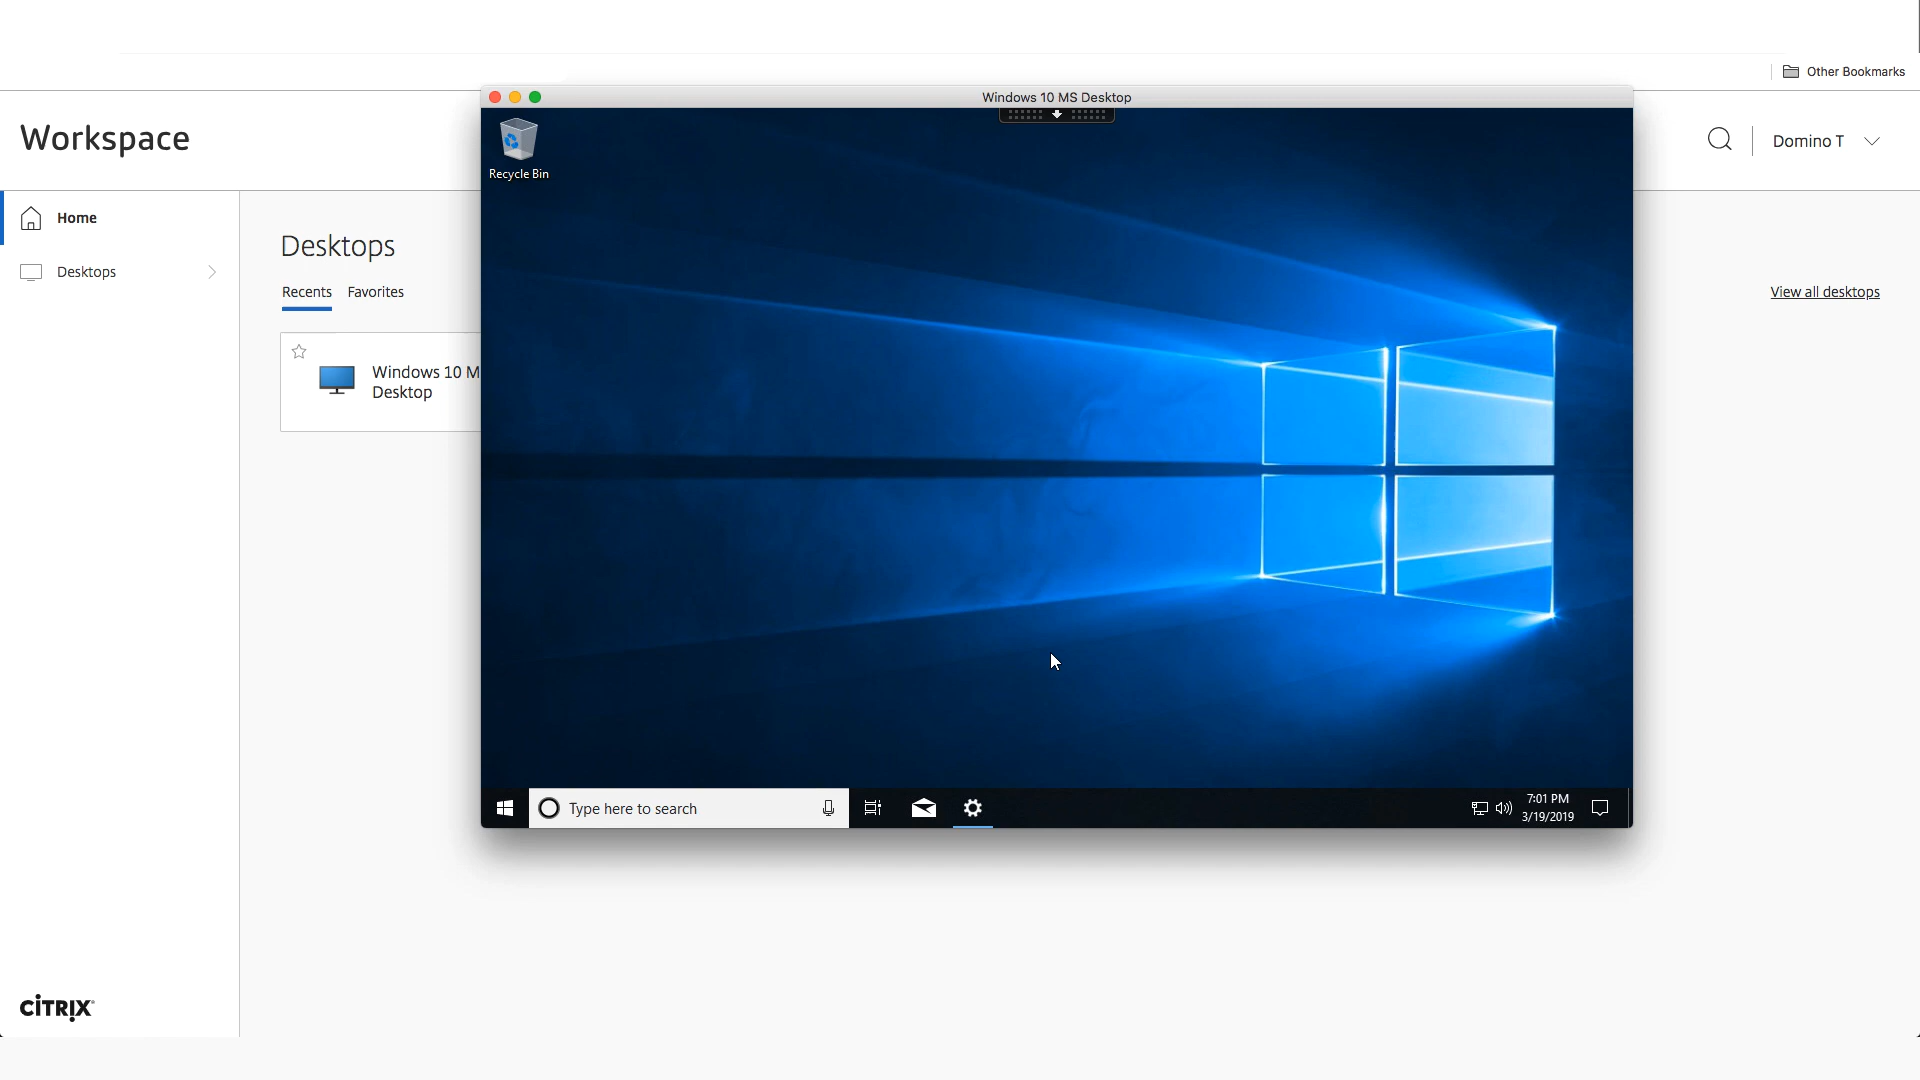 Other Bookmarks
Windows 10 MS Desktop
Workspace
Domino T
Recycle Bin
Home
Desktops
Desktops
Recents Favorites
View all desktops
Windows 10 M
Desktop
Type here to search
7:01 PM
3/19/2019
CITRIX